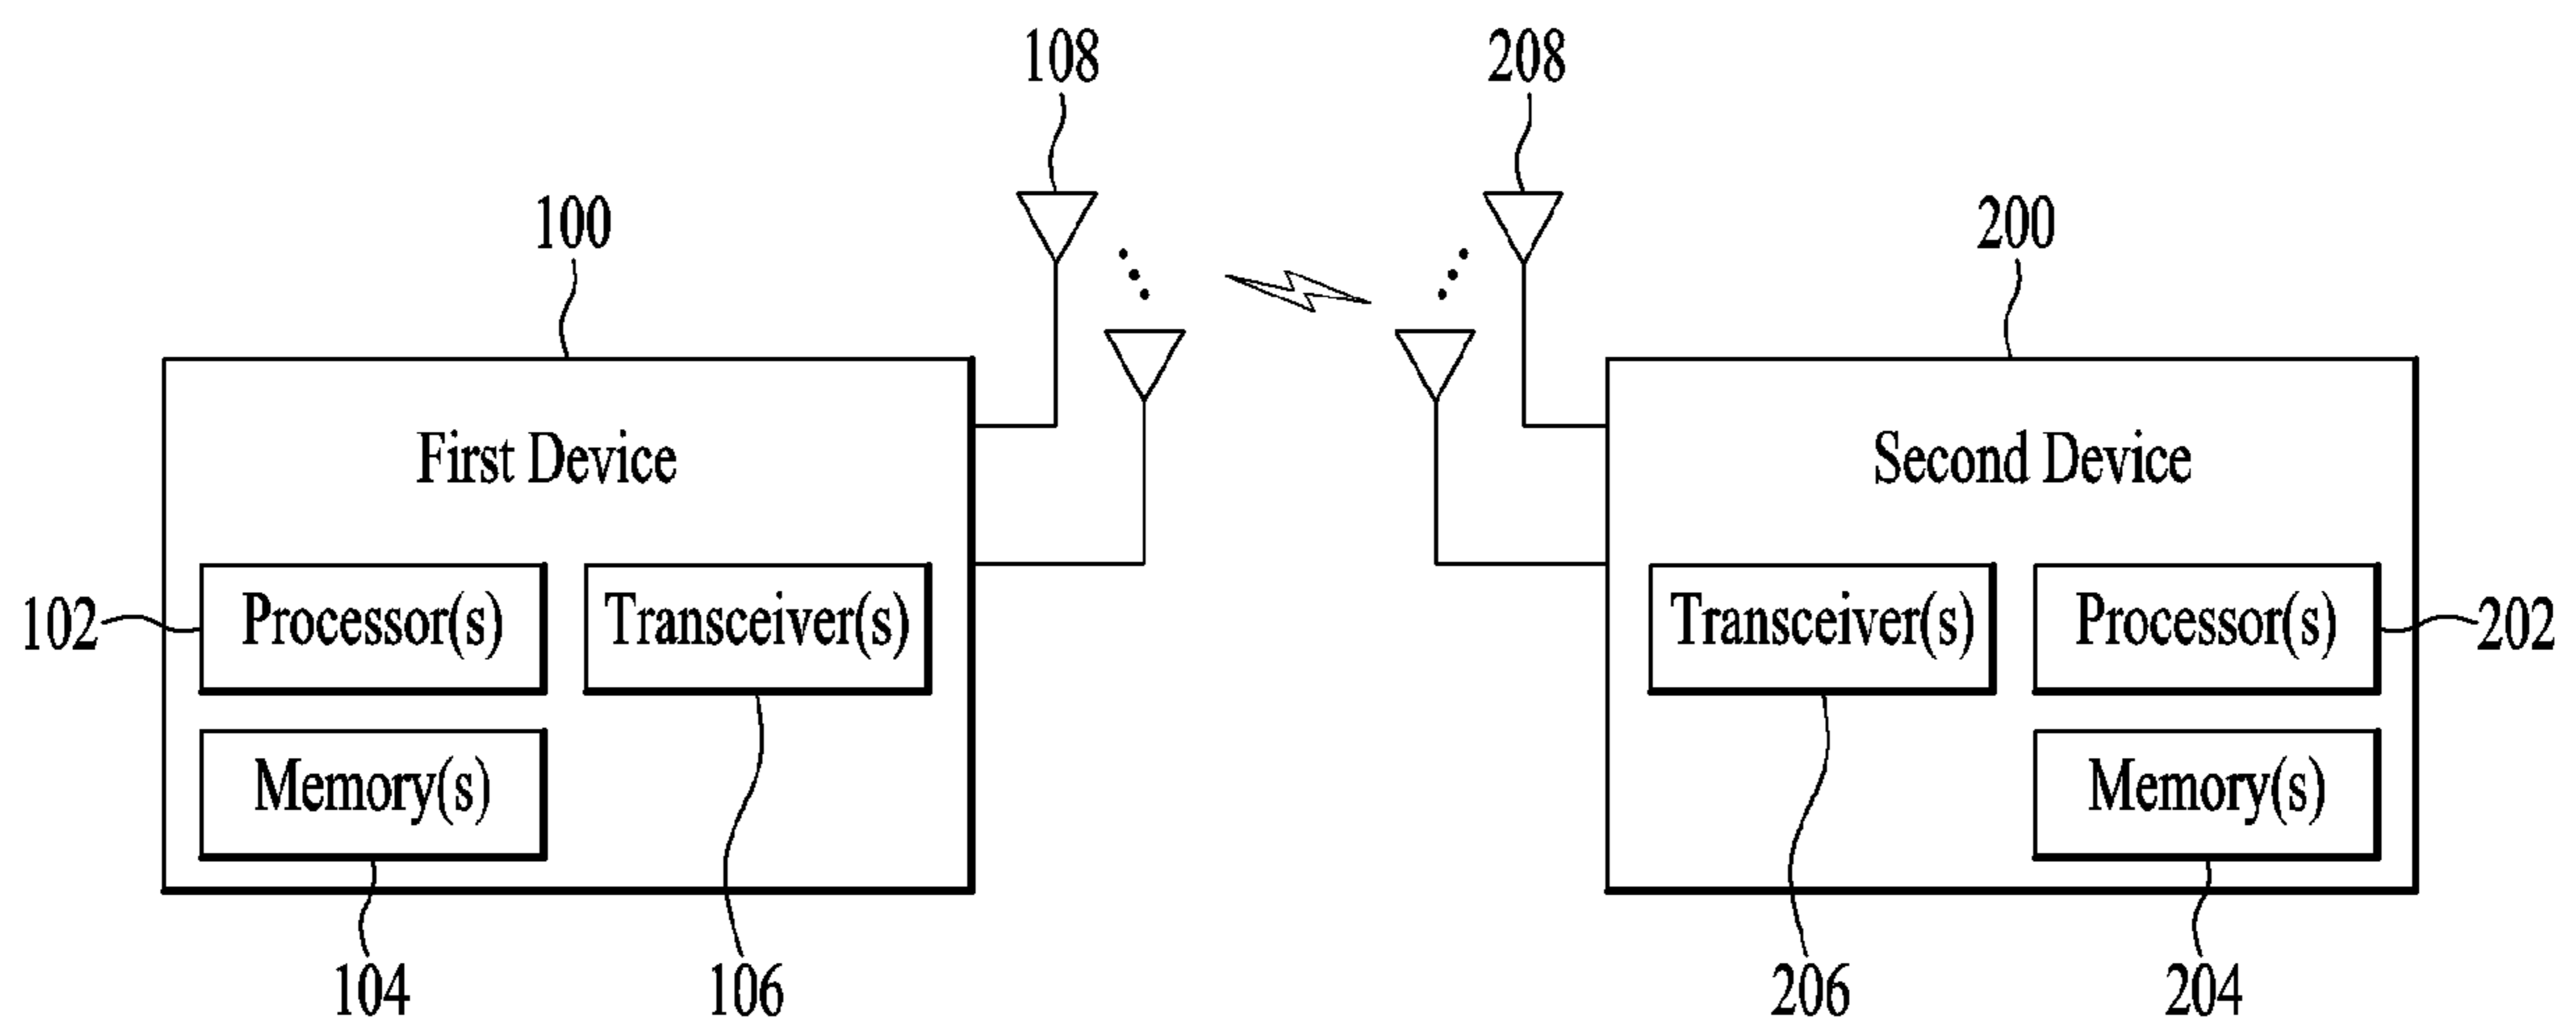 108 208
100 200
First Device Second Device
102 Processor(s) Transceiver(s) Transceiver(s) Processor(s) 202
Memory(s) Memory(s)
104 106 206 204